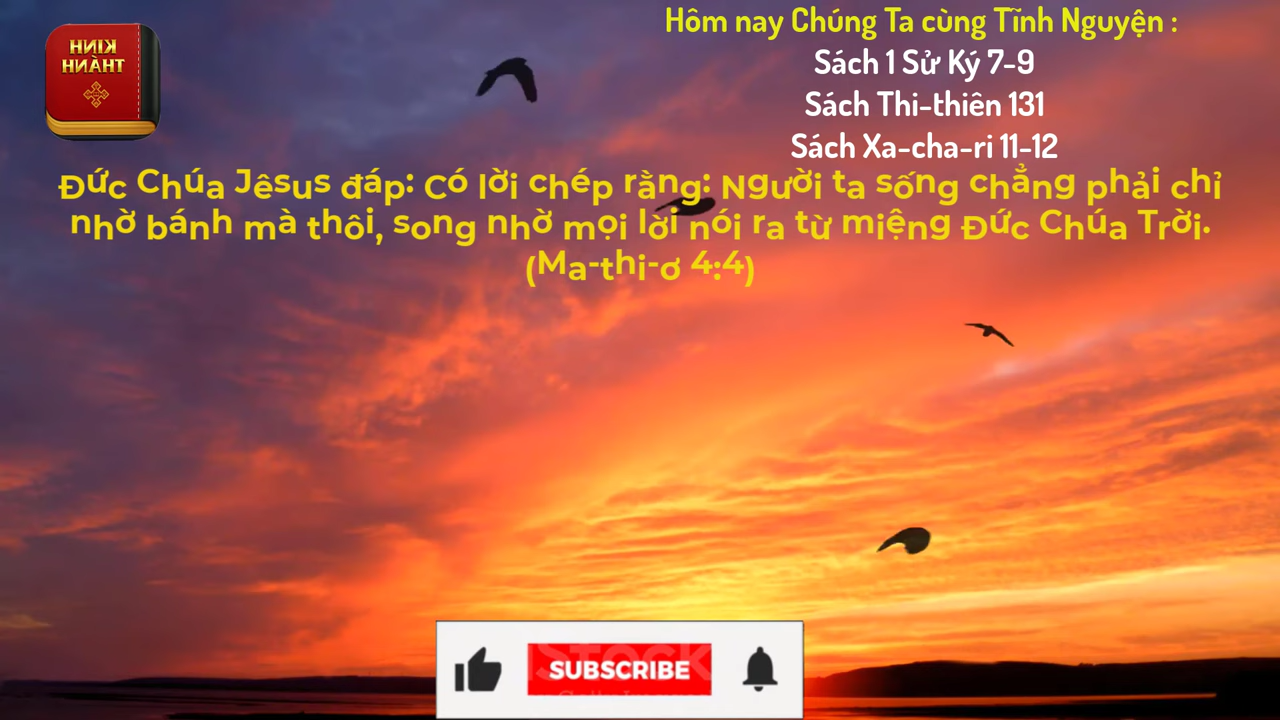 KINH
THÁNH
Hôm nay Chúng Ta cùng Tĩnh Nguyện :
Sách 1 Sử Ký 7-9
Sách Thi-thiên 131
Sách Xa-cha-ri 11-12
Đức Chúa Jêsus đáp: Có lời chép rằng: Người ta sống chẳng phải chỉ
nhờ bánh mà thôi, song nhờ mọi lời nói ra từ miệng Đức Chúa Trời.
(Ma-thi-ơ 4:4)
SUBSCRIBE